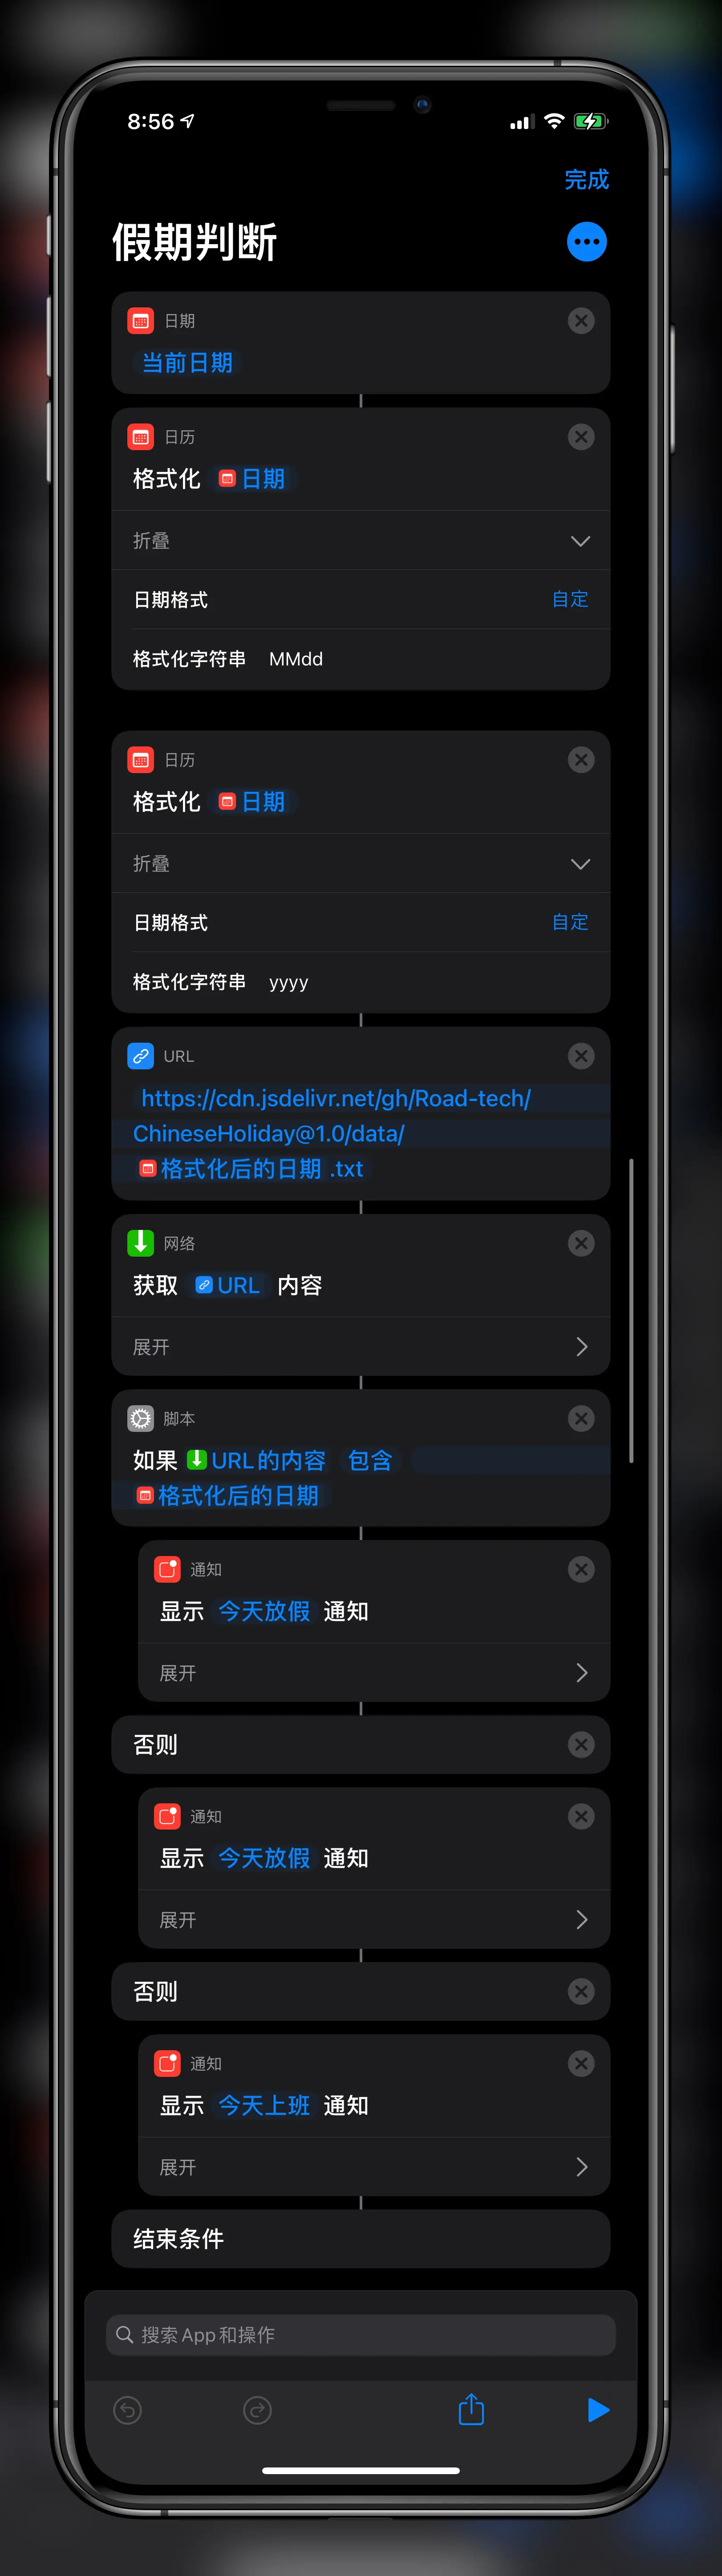 8:56
完成
假期判断
日期
当前日期
日历
格式化 日期
折叠
日期格式 自定
格式化字符串 MMdd
日历
格式化 日期
折叠
日期格式 自定
格式化字符串 yyyy
URL
https://cdn.jsdelivr.net/gh/Road-tech/
ChineseHoliday@1.0/data/
格式化后的日期 .txt
网络
获取 URL 内容
展开
脚本
如果 URL的内容 包含
格式化后的日期
通知
显示 今天放假 通知
展开
否则
通知
显示 今天放假 通知
展开
否则
通知
显示 今天上班 通知
展开
结束条件
搜索 App 和操作